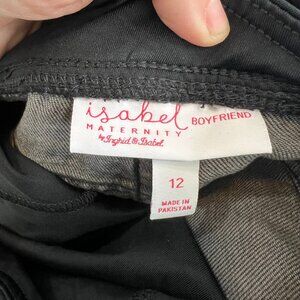 isabel BOYFRIEND
MATERNITY
by Ingrid & Isabel.
12
MADE IN
PAKISTAN